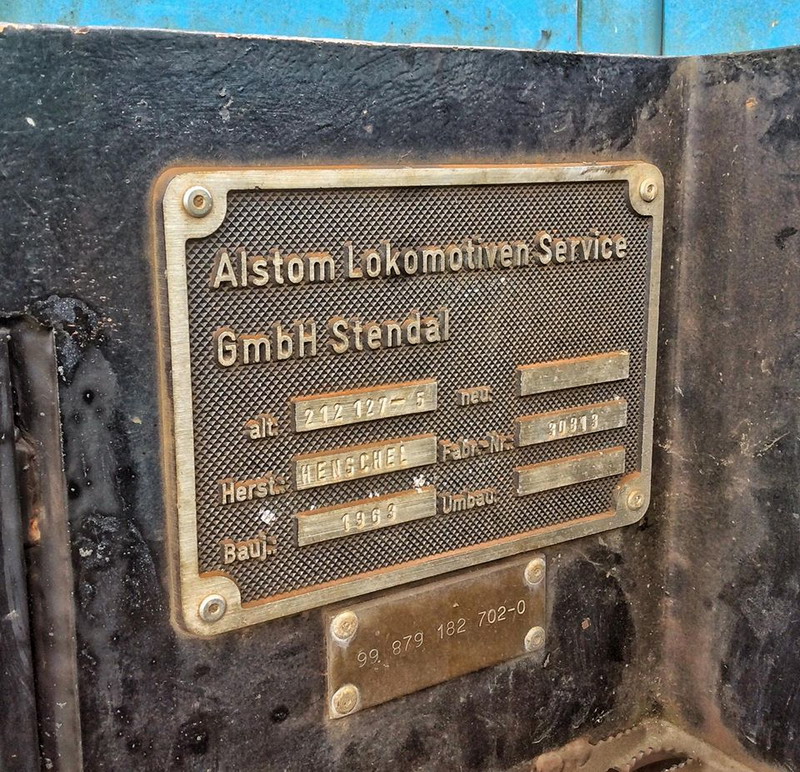 Alstom Lokomotiven Service
GmbH Stendal
alt: 212 127-5 neu:
Herst.: HENSCHEL Fabr.-Nr.: 30813
Bauj.: 1963 Umbau:
99 879 182 702-0